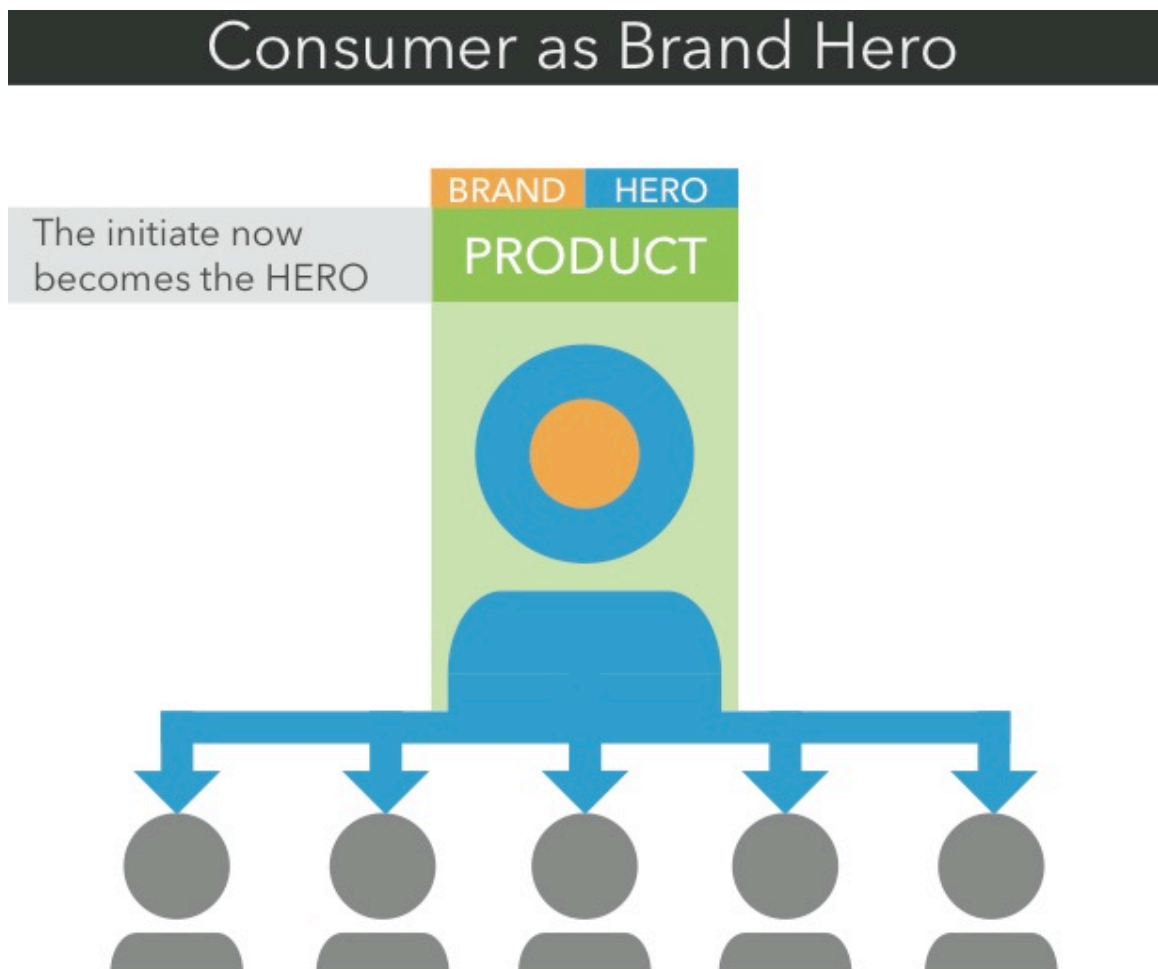 Consumer as Brand Hero
BRAND HERO
The initiate now
becomes the HERO
PRODUCT